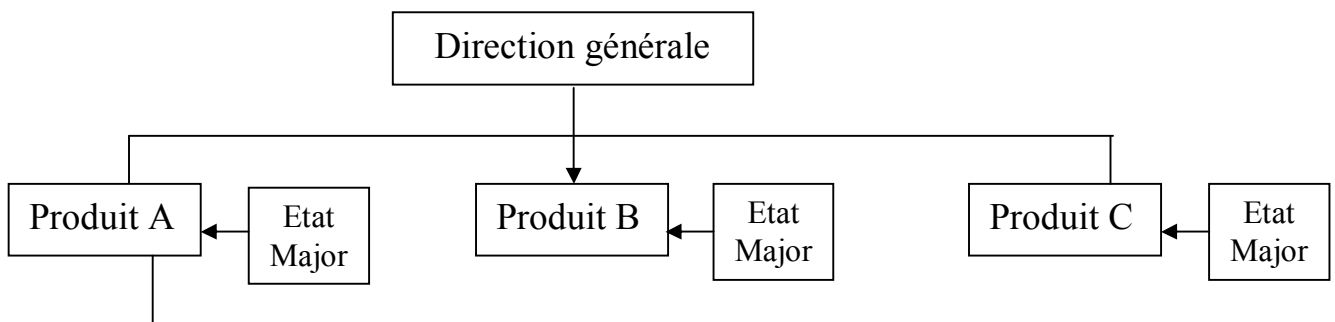 Direction générale
Produit A
Etat
Major
Produit B
Etat
Major
Produit C
Etat
Major